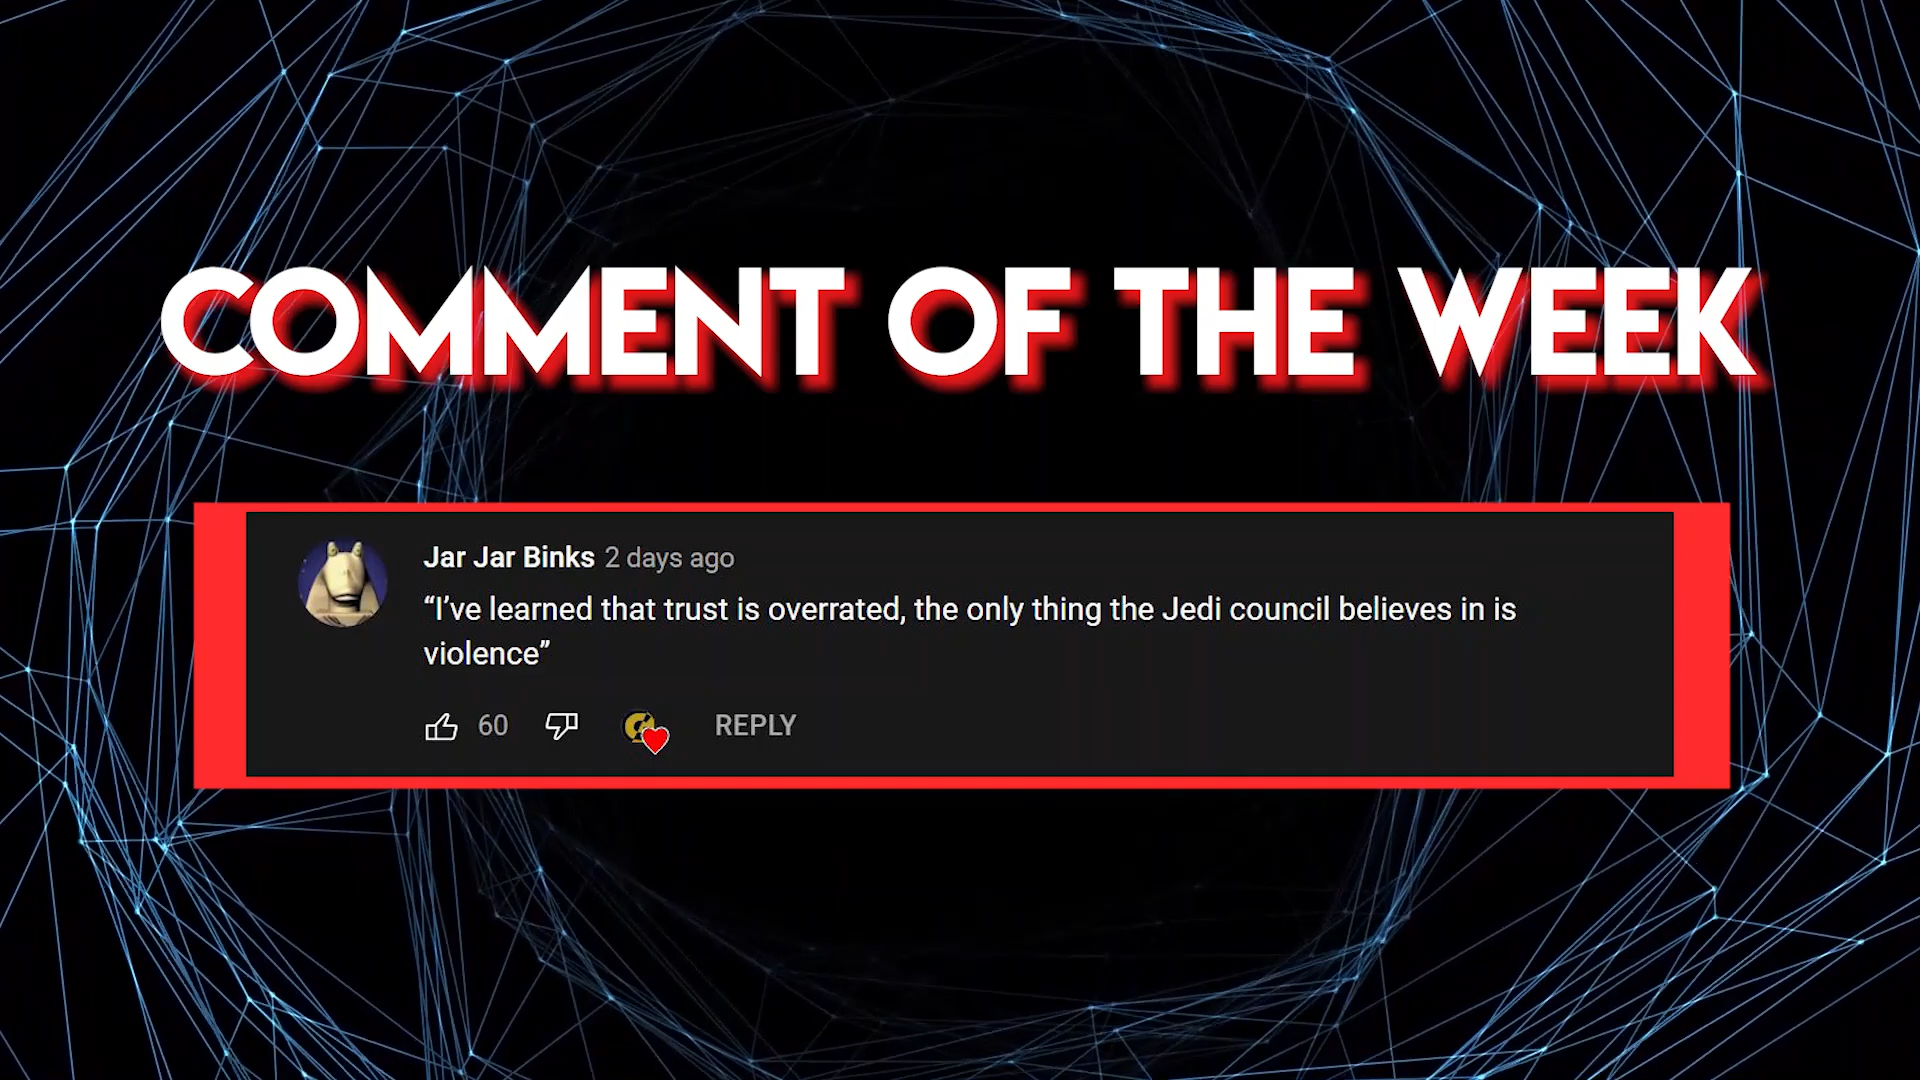 COMMENT OF THE WEEK
Jar Jar Binks 2 days ago
“I’ve learned that trust is overrated, the only thing the Jedi council believes in is
violence”
60 REPLY